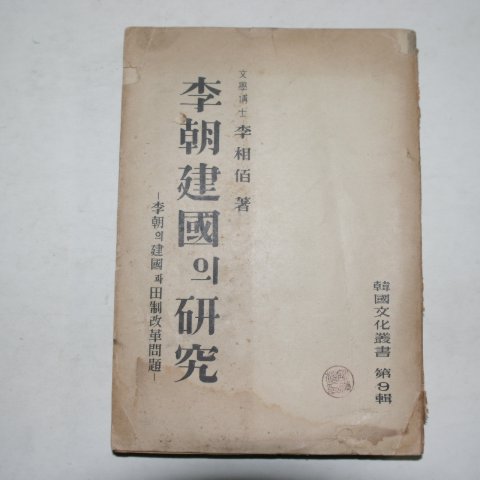 韓國文化叢書 第9輯
文學博士 李相佰 著
李朝建國의硏究
—李朝의建國과田制改革問題—